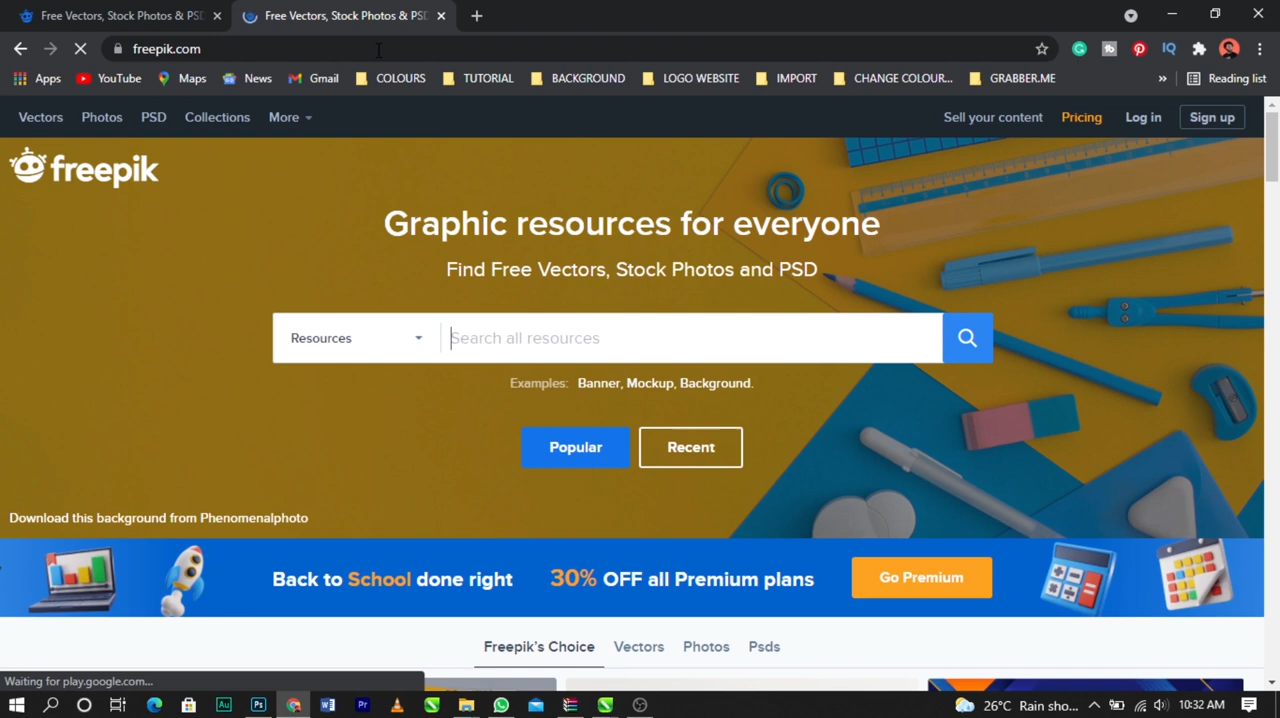 Free Vectors, Stock Photos & PSD
Free Vectors, Stock Photos & PSD
freepik.com
Apps YouTube Maps News Gmail COLOURS TUTORIAL BACKGROUND LOGO WEBSITE IMPORT CHANGE COLOUR... GRABBER.ME » Reading list
Vectors Photos PSD Collections More Sell your content Pricing Log in Sign up
freepik
Graphic resources for everyone
Find Free Vectors, Stock Photos and PSD
Resources Search all resources
Examples: Banner, Mockup, Background.
Popular Recent
Download this background from Phenomenalphoto
Back to School done right 30% OFF all Premium plans Go Premium
Freepik's Choice Vectors Photos Psds
Waiting for play.google.com...
26°C Rain sho... 10:32 AM